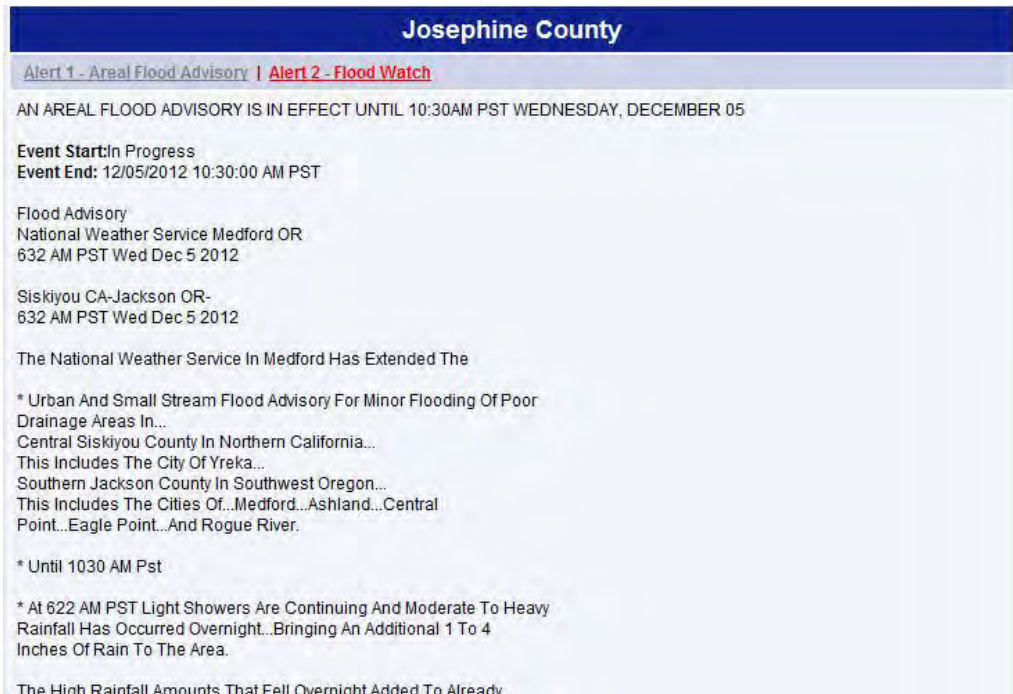 Josephine County
Alert 1 - Areal Flood Advisory | Alert 2 - Flood Watch
AN AREAL FLOOD ADVISORY IS IN EFFECT UNTIL 10:30AM PST WEDNESDAY, DECEMBER 05
Event Start:In Progress
Event End: 12/05/2012 10:30:00 AM PST
Flood Advisory
National Weather Service Medford OR
632 AM PST Wed Dec 5 2012
Siskiyou CA-Jackson OR-
632 AM PST Wed Dec 5 2012
The National Weather Service In Medford Has Extended The
* Urban And Small Stream Flood Advisory For Minor Flooding Of Poor
Drainage Areas In...
Central Siskiyou County In Northern California...
This Includes The City Of Yreka...
Southern Jackson County In Southwest Oregon...
This Includes The Cities Of...Medford...Ashland...Central
Point...Eagle Point...And Rogue River.
* Until 1030 AM Pst
* At 622 AM PST Light Showers Are Continuing And Moderate To Heavy
Rainfall Has Occurred Overnight...Bringing An Additional 1 To 4
Inches Of Rain To The Area.
The High Rainfall Amounts That Fell Overnight Added To Already